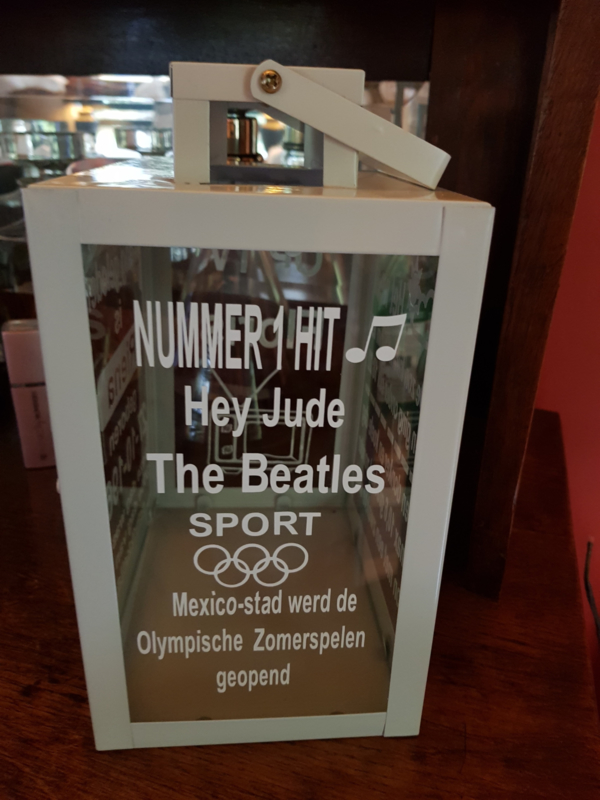 NUMMER 1 HIT
Hey Jude
The Beatles
SPORT
Mexico-stad werd de
Olympische Zomerspelen
geopend